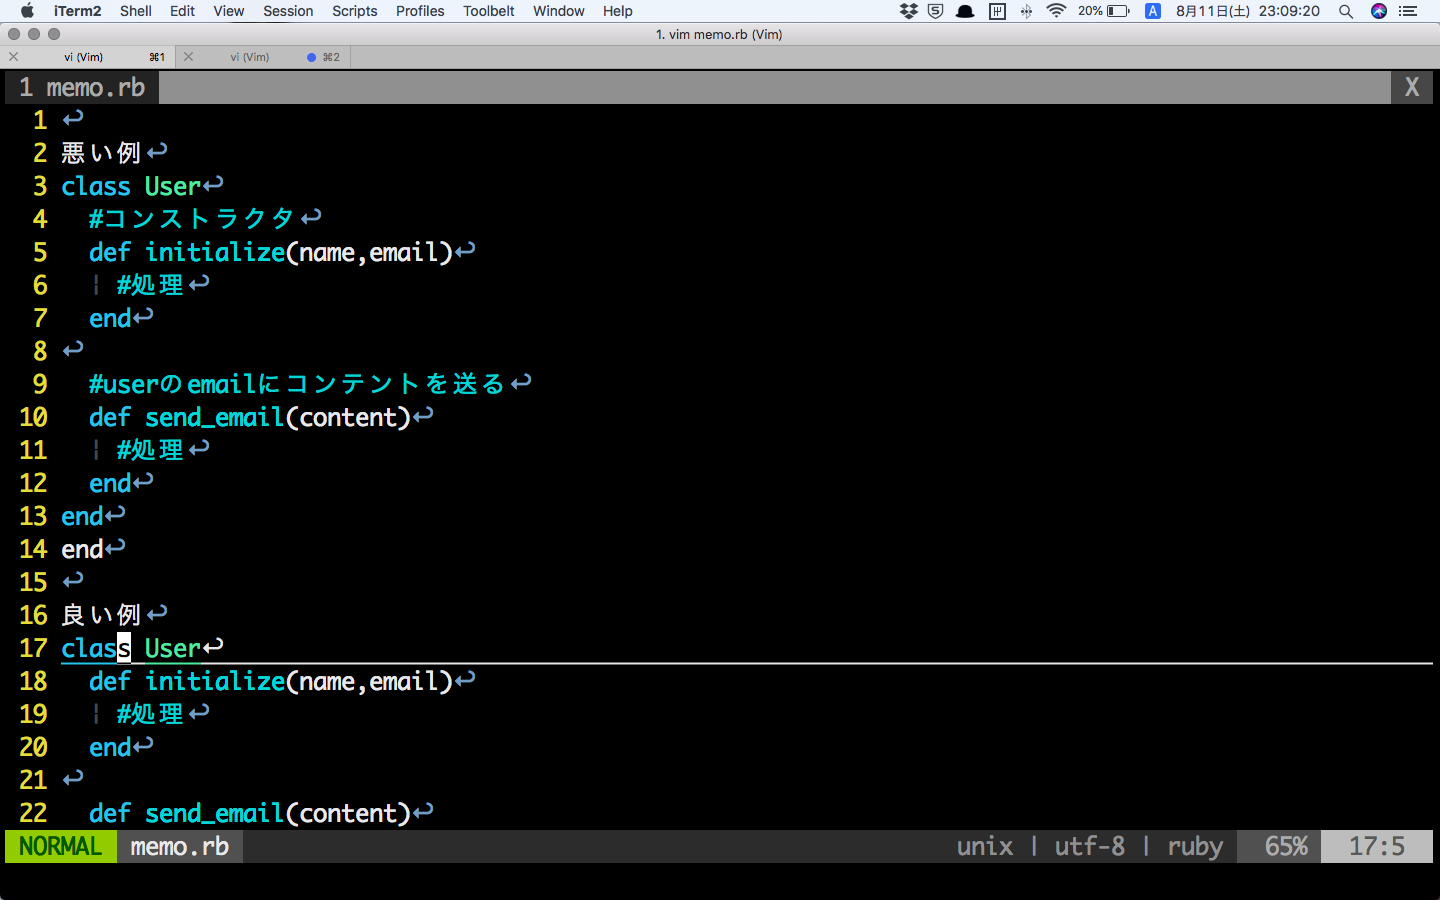 iTerm2 Shell Edit View Session Scripts Profiles Toolbelt Window Help 20% A 8月11日(土) 23:09:20
1. vim memo.rb (Vim)
vi (Vim) ⌘1 vi (Vim) ⌘2
1 memo.rb X
1
2 悪い例
3 class User
4 #コンストラクタ
5 def initialize(name,email)
6 ¦ #処理
7 end
8
9 #userのemailにコンテントを送る
10 def send_email(content)
11 ¦ #処理
12 end
13 end
14 end
15
16 良い例
17 class User
18 def initialize(name,email)
19 ¦ #処理
20 end
21
22 def send_email(content)
NORMAL memo.rb unix | utf-8 | ruby 65% 17:5